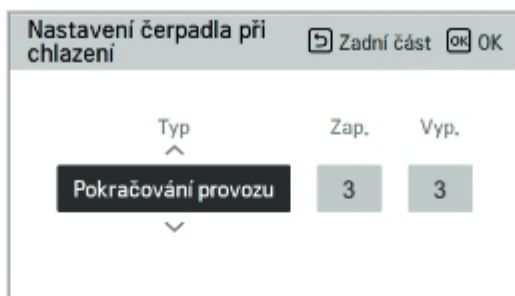 Nastavení čerpadla při
chlazení
Zadní část OK OK
Typ Zap. Vyp.
Pokračování provozu 3 3